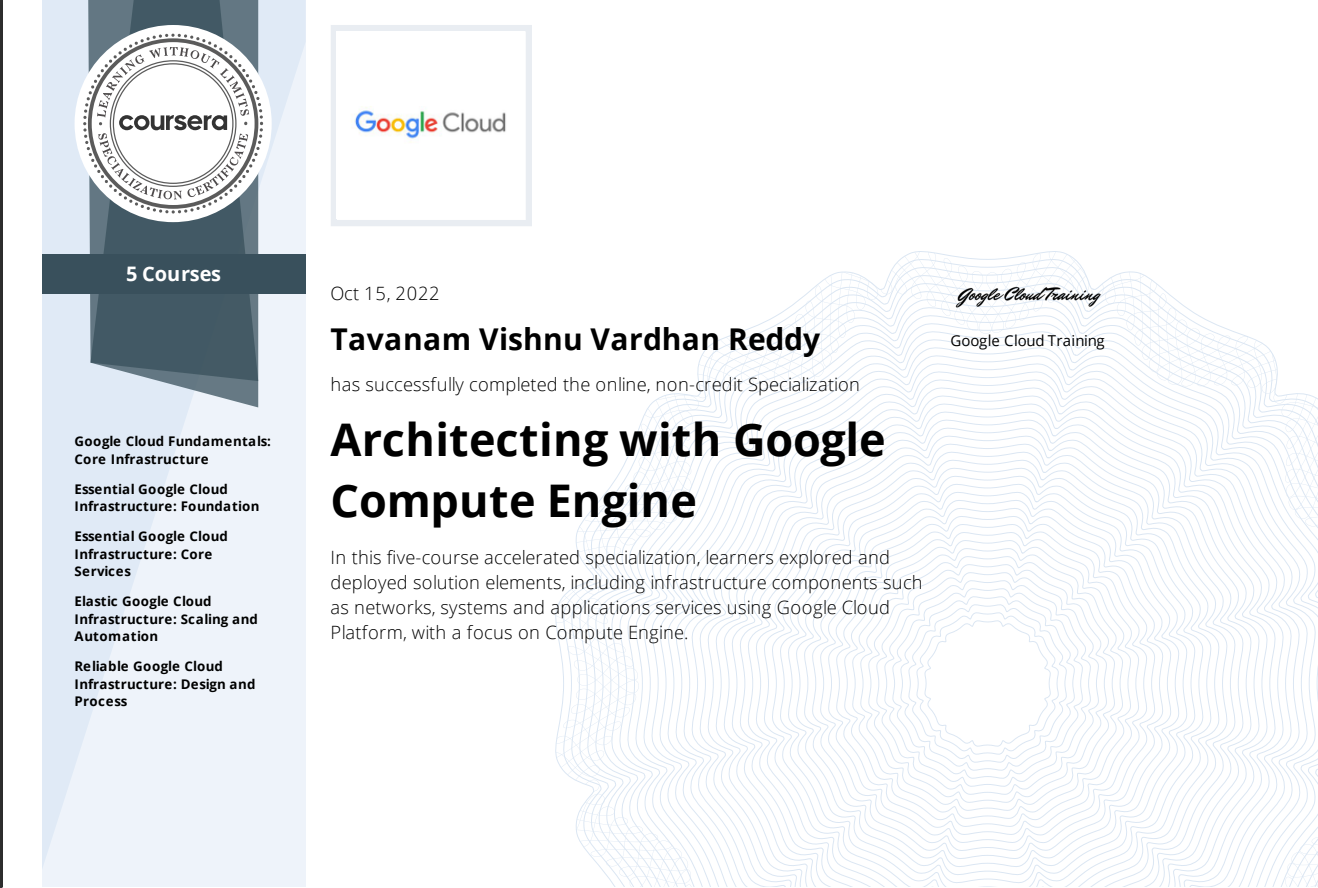 LEARNING WITHOUT LIMITS
coursera
SPECIALIZATION CERTIFICATE
5 Courses
Google Cloud Fundamentals:
Core Infrastructure
Essential Google Cloud
Infrastructure: Foundation
Essential Google Cloud
Infrastructure: Core
Services
Elastic Google Cloud
Infrastructure: Scaling and
Automation
Reliable Google Cloud
Infrastructure: Design and
Process
Google Cloud
Oct 15, 2022
Tavanam Vishnu Vardhan Reddy
has successfully completed the online, non-credit Specialization
Architecting with Google
Compute Engine
In this five-course accelerated specialization, learners explored and
deployed solution elements, including infrastructure components such
as networks, systems and applications services using Google Cloud
Platform, with a focus on Compute Engine.
Google Cloud Training
Google Cloud Training